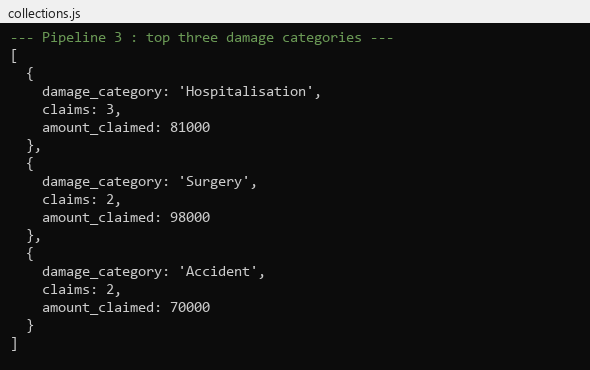 collections.js
--- Pipeline 3 : top three damage categories ---
[
  {
    damage_category: 'Hospitalisation',
    claims: 3,
    amount_claimed: 81000
  },
  {
    damage_category: 'Surgery',
    claims: 2,
    amount_claimed: 98000
  },
  {
    damage_category: 'Accident',
    claims: 2,
    amount_claimed: 70000
  }
]